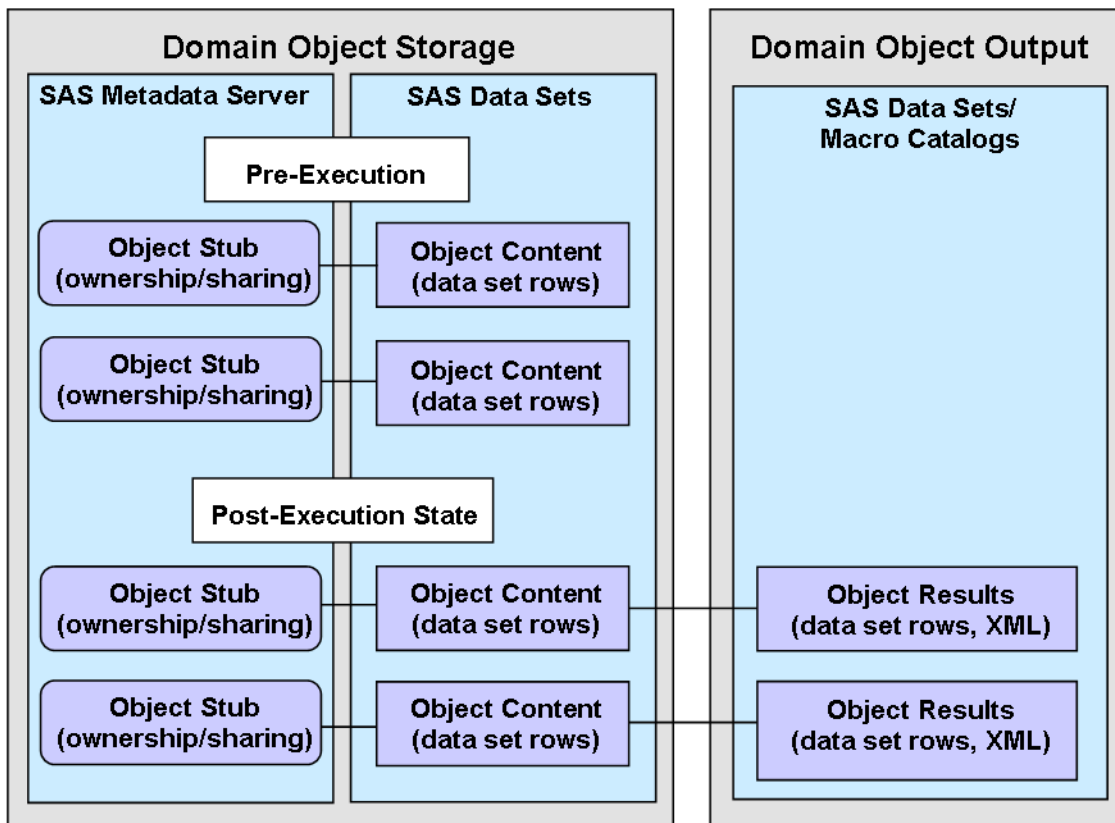 Domain Object Storage
SAS Metadata Server
SAS Data Sets
Pre-Execution
Object Stub
(ownership/sharing)
Object Content
(data set rows)
Object Stub
(ownership/sharing)
Object Content
(data set rows)
Post-Execution State
Object Stub
(ownership/sharing)
Object Content
(data set rows)
Object Stub
(ownership/sharing)
Object Content
(data set rows)
Domain Object Output
SAS Data Sets/
Macro Catalogs
Object Results
(data set rows, XML)
Object Results
(data set rows, XML)